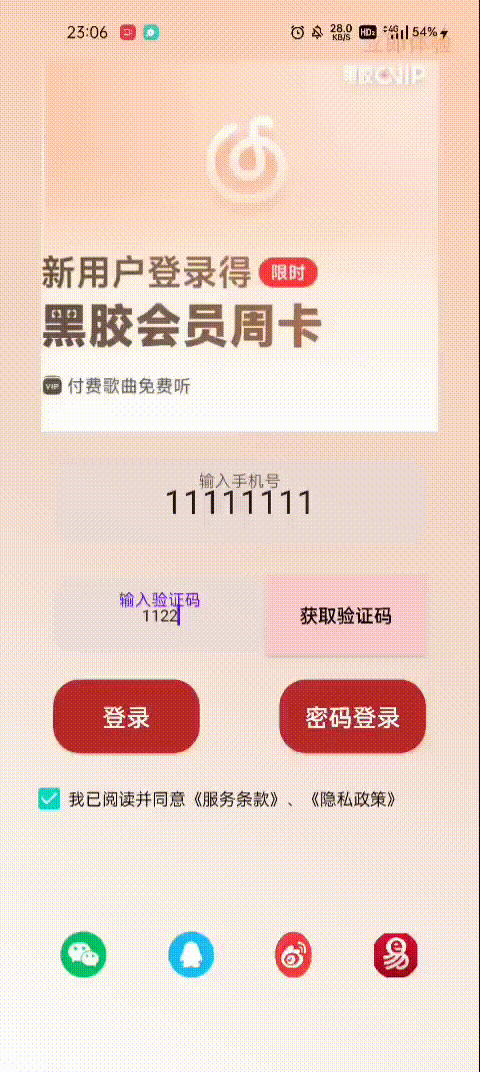 23:06
28.0 KB/S HD2 4G 54%
立即体验
黑胶VIP
新用户登录得 限时
黑胶会员周卡
VIP 付费歌曲免费听
输入手机号
11111111
输入验证码
1122
获取验证码
登录 密码登录
我已阅读并同意《服务条款》、《隐私政策》
易